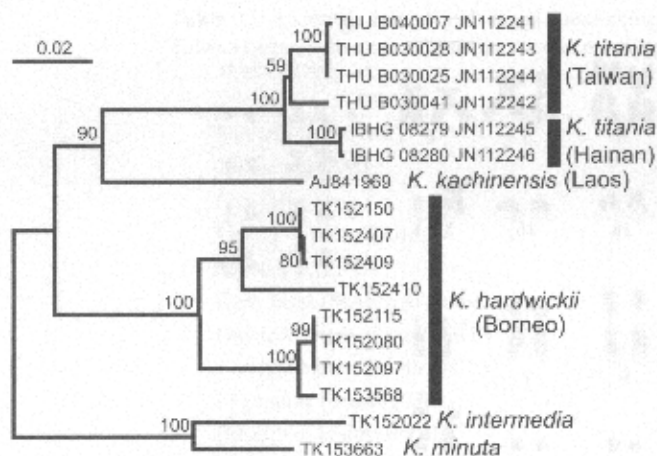 0.02
100
THU B040007 JN112241
THU B030028 JN112243
K. titania
59
THU B030025 JN112244
(Taiwan)
100
THU B030041 JN112242
100
IBHG 08279 JN112245
K. titania
90
IBHG 08280 JN112246
(Hainan)
AJ841969 K. kachinensis (Laos)
100
TK152150
TK152407
95
80
TK152409
TK152410
K. hardwickii
100
TK152115
(Borneo)
99
TK152080
100
TK152097
TK153568
100
TK152022 K. intermedia
TK153663 K. minuta